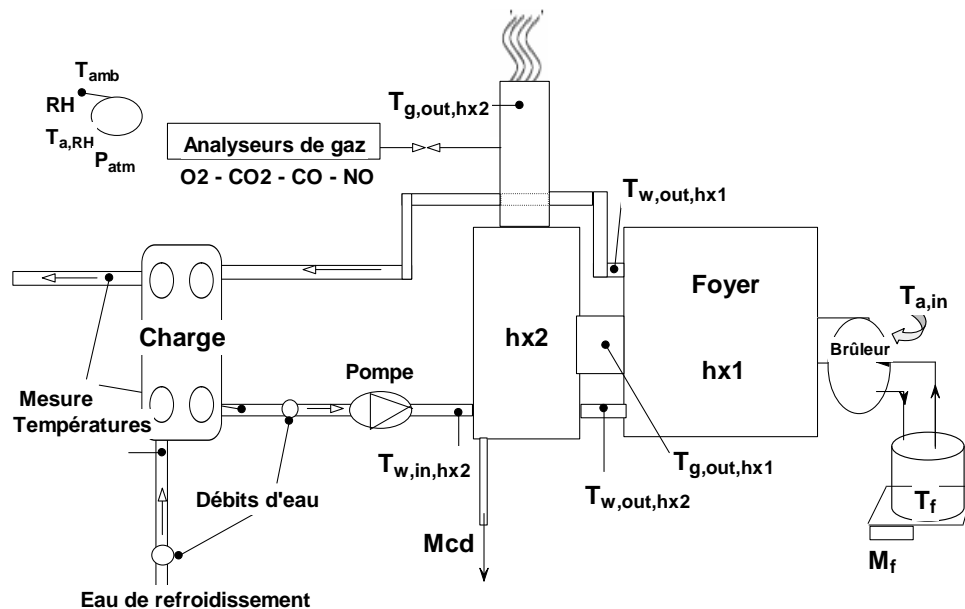 T_amb
RH
T_a,RH
P_atm
T_g,out,hx2
Analyseurs de gaz
O2 - CO2 - CO - NO
T_w,out,hx1
Foyer
hx1
T_a,in
Brûleur
hx2
Charge
Pompe
Mesure
Températures
T_w,in,hx2
T_g,out,hx1
T_w,out,hx2
Débits d'eau
Mcd
T_f
M_f
Eau de refroidissement